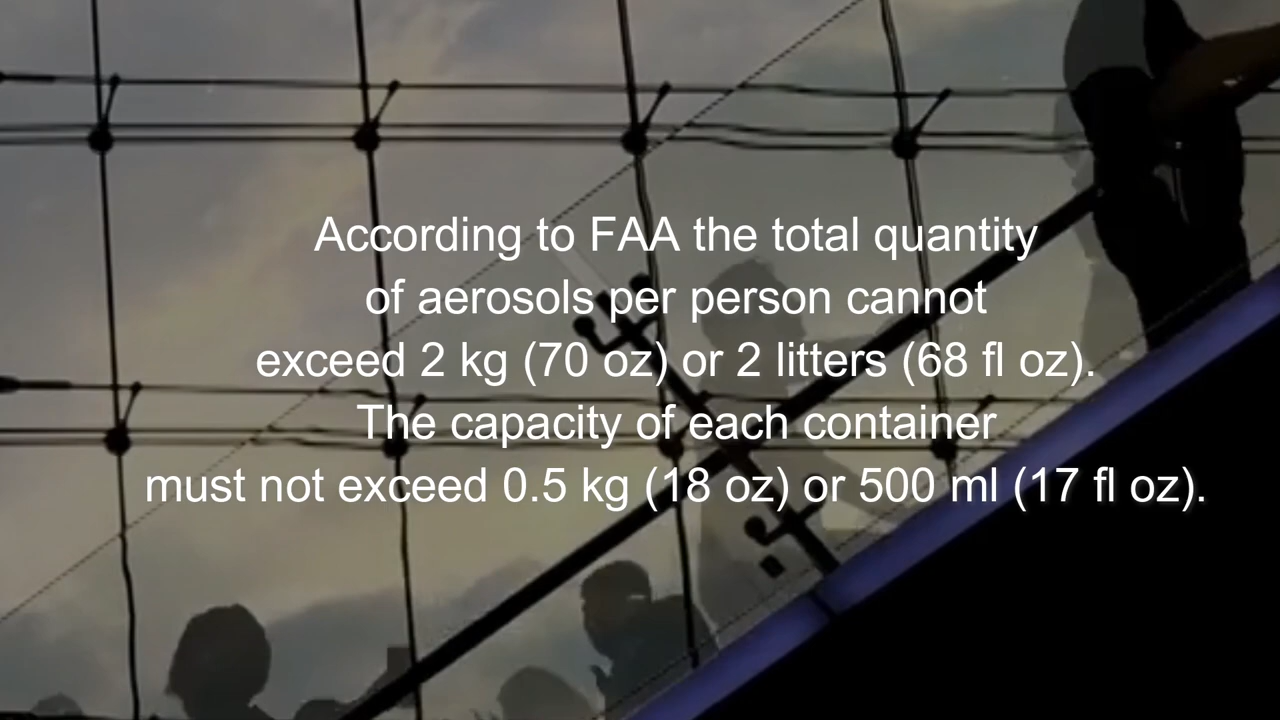 According to FAA the total quantity
of aerosols per person cannot
exceed 2 kg (70 oz) or 2 litters (68 fl oz).
The capacity of each container
must not exceed 0.5 kg (18 oz) or 500 ml (17 fl oz).